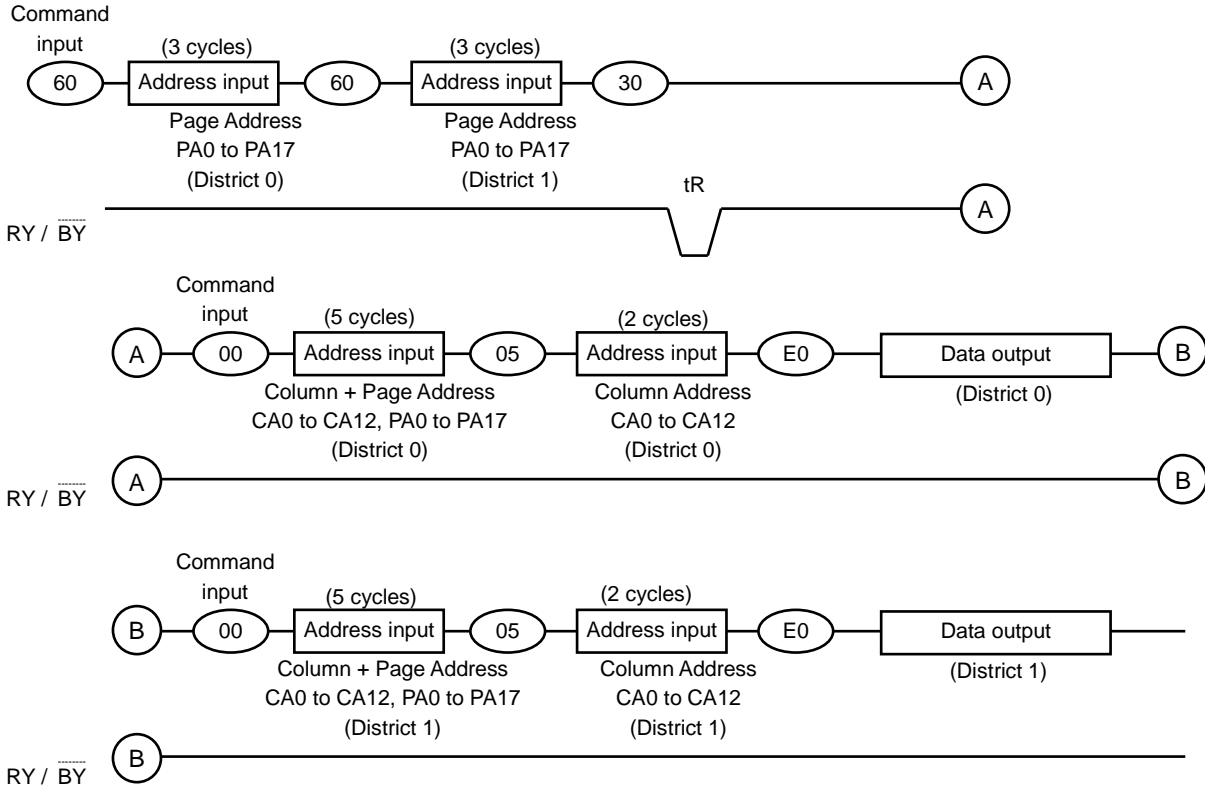 Command
input
(3 cycles)
(3 cycles)
60
Address input
60
Address input
30
A
Page Address
PA0 to PA17
(District 0)
Page Address
PA0 to PA17
(District 1)
tR
A
RY / BY
Command
input
(5 cycles)
(2 cycles)
A
00
Address input
05
Address input
E0
Data output
B
Column + Page Address
CA0 to CA12, PA0 to PA17
(District 0)
Column Address
CA0 to CA12
(District 0)
(District 0)
A
B
RY / BY
Command
input
(5 cycles)
(2 cycles)
B
00
Address input
05
Address input
E0
Data output
Column + Page Address
CA0 to CA12, PA0 to PA17
(District 1)
Column Address
CA0 to CA12
(District 1)
(District 1)
B
RY / BY